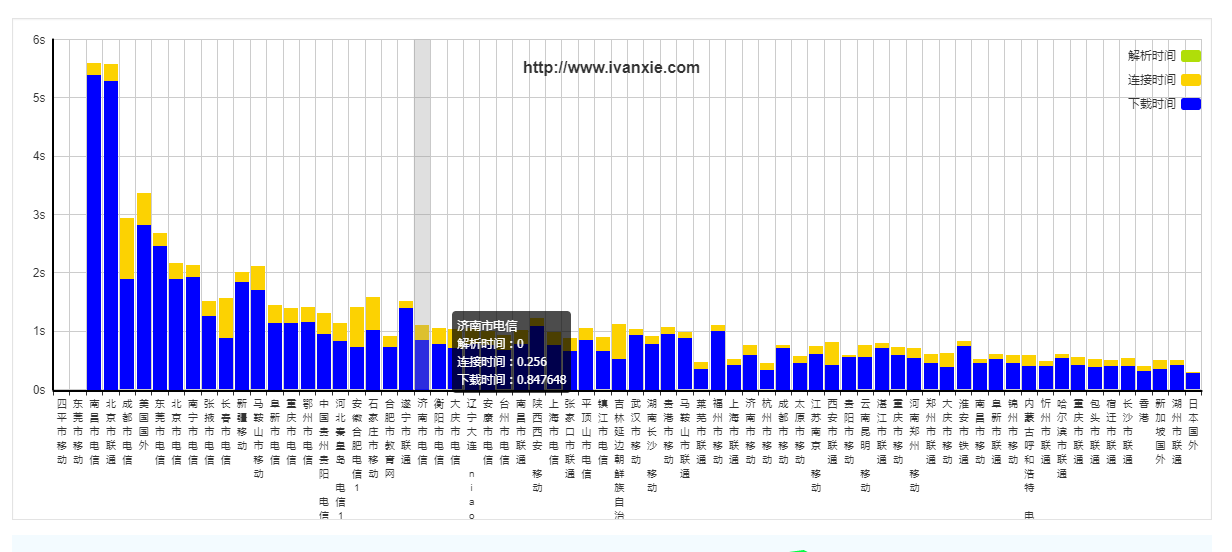 http://www.ivanxie.com
解析时间
连接时间
下载时间
6s
5s
4s
3s
2s
1s
0s
济南市电信
解析时间：0
连接时间：0.256
下载时间：0.847648
四平市移动
东莞市移动
南昌市电信
北京市联通
成都市电信
美国国外
东莞市电信
北京市电信
南宁市电信
张掖市电信
长春市电信
新疆移动
马鞍山市移动
阜新市电信
重庆市电信
鄂州市电信
中国贵州贵阳 电信
河北秦皇岛 电信1
安徽合肥电信1
石家庄市移动
合肥市教育网
遂宁市联通
济南市电信
衡阳市电信
大庆市电信
辽宁大连 niao
安康市电信
台州市电信
南昌市联通
陕西西安 移动
上海市电信
张家口市联通
平顶山市电信
镇江市电信
吉林延边朝鲜族自治
武汉市移动
湖南长沙 移动
贵港市移动
马鞍山市联通
莱芜市联通
福州市移动
上海市移动
济南市移动
杭州市移动
成都市移动
太原市移动
江苏南京 移动
西安市联通
贵阳市移动
云南昆明 移动
湛江市联通
重庆市移动
河南郑州 移动
郑州市联通
大庆市移动
淮安市铁通
南昌市移动
阜新市联通
锦州市移动
内蒙古呼和浩特 电
忻州市联通
哈尔滨市联通
重庆市联通
包头市联通
宿迁市联通
长沙市联通
香港
新加坡国外
湖州市联通
日本国外